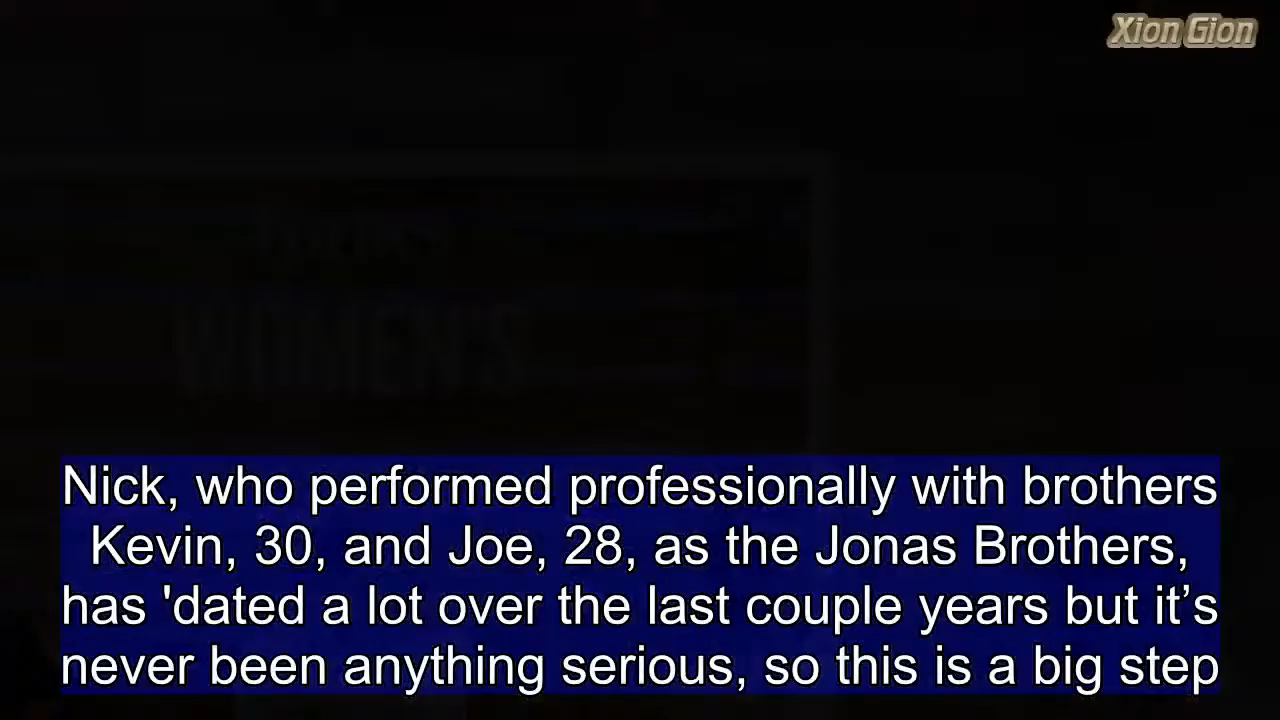 Xion Gion
WOMEN'S
Nick, who performed professionally with brothers
Kevin, 30, and Joe, 28, as the Jonas Brothers,
has 'dated a lot over the last couple years but it’s
never been anything serious, so this is a big step